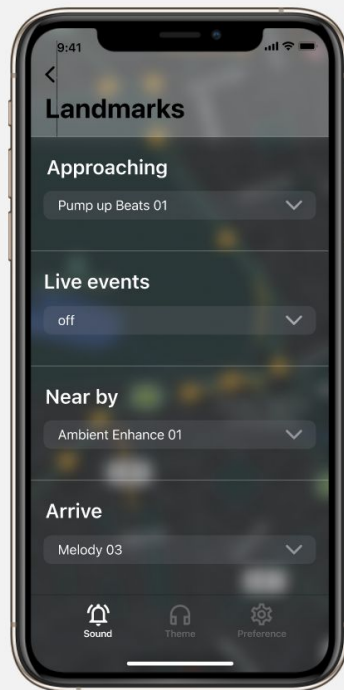 9:41
Landmarks
Approaching
Pump up Beats 01
Live events
off
Near by
Ambient Enhance 01
Arrive
Melody 03
Sound Theme Preference